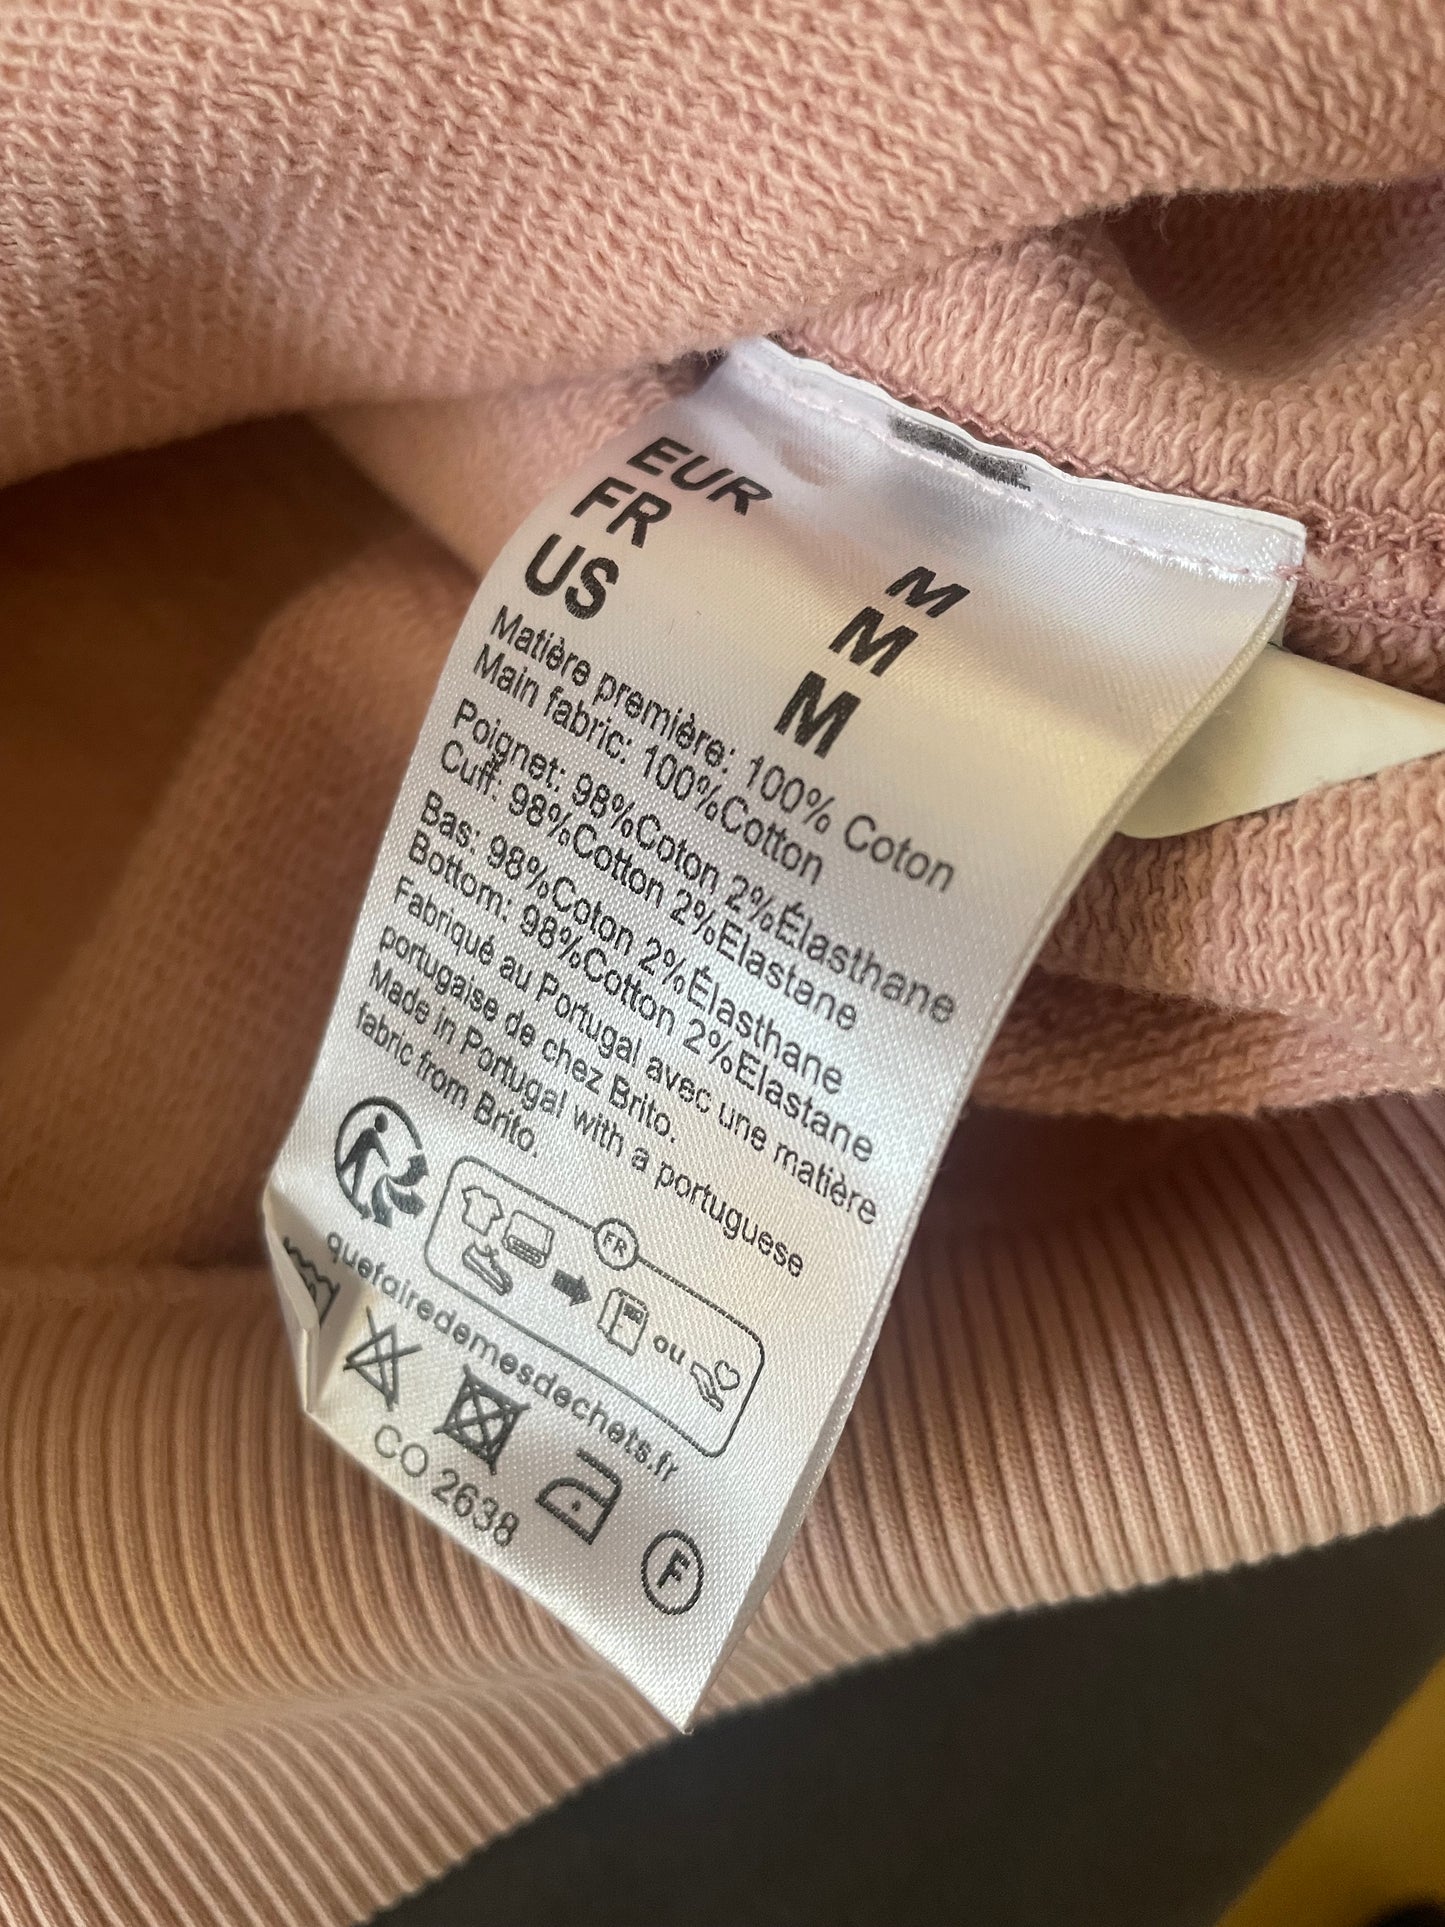 EUR M
FR M
US M
Matière première: 100% Coton
Main fabric: 100%Cotton
Poignet: 98%Coton 2%Élasthane
Cuff: 98%Cotton 2%Elastane
Bas: 98%Coton 2%Élasthane
Bottom: 98%Cotton 2%Elastane
Fabriqué au Portugal avec une matière
portugaise de chez Brito.
Made in Portugal with a portuguese
fabric from Brito.
FR
ou
quefairedemesdechets.fr
F
CO 2638